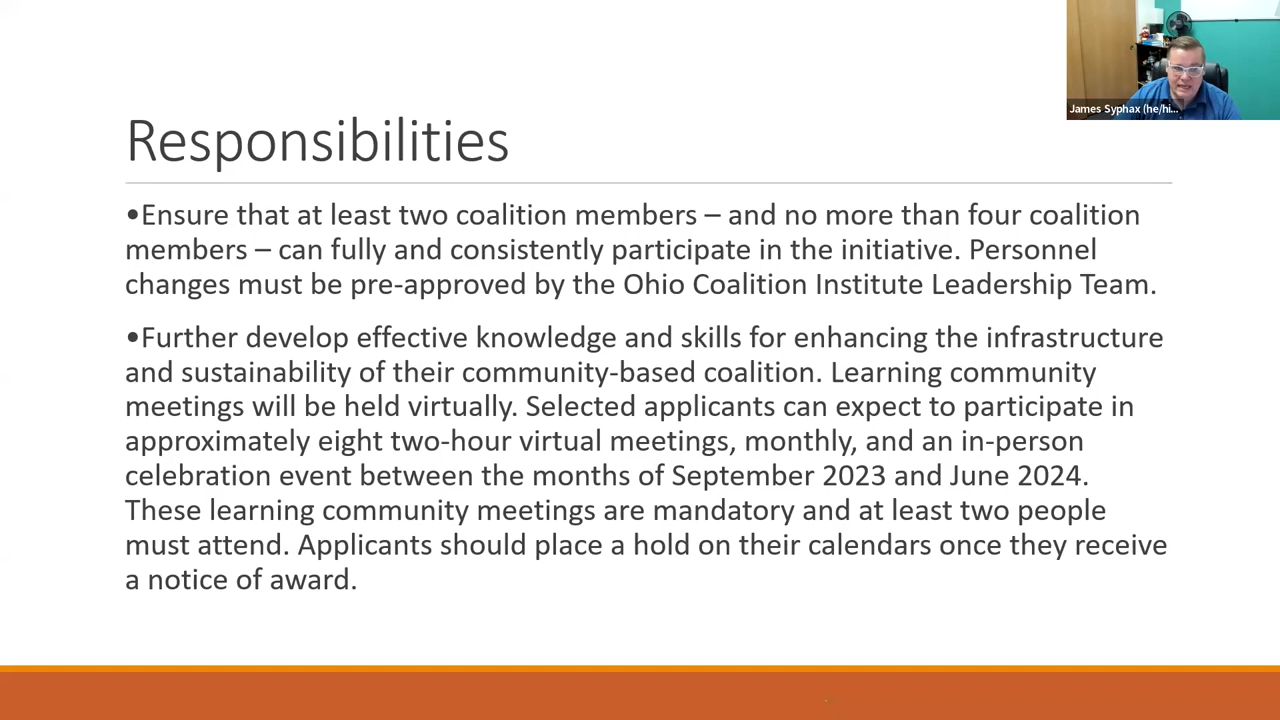 James Syphax (he/hi...
Responsibilities
•Ensure that at least two coalition members – and no more than four coalition
members – can fully and consistently participate in the initiative. Personnel
changes must be pre-approved by the Ohio Coalition Institute Leadership Team.
•Further develop effective knowledge and skills for enhancing the infrastructure
and sustainability of their community-based coalition. Learning community
meetings will be held virtually. Selected applicants can expect to participate in
approximately eight two-hour virtual meetings, monthly, and an in-person
celebration event between the months of September 2023 and June 2024.
These learning community meetings are mandatory and at least two people
must attend. Applicants should place a hold on their calendars once they receive
a notice of award.